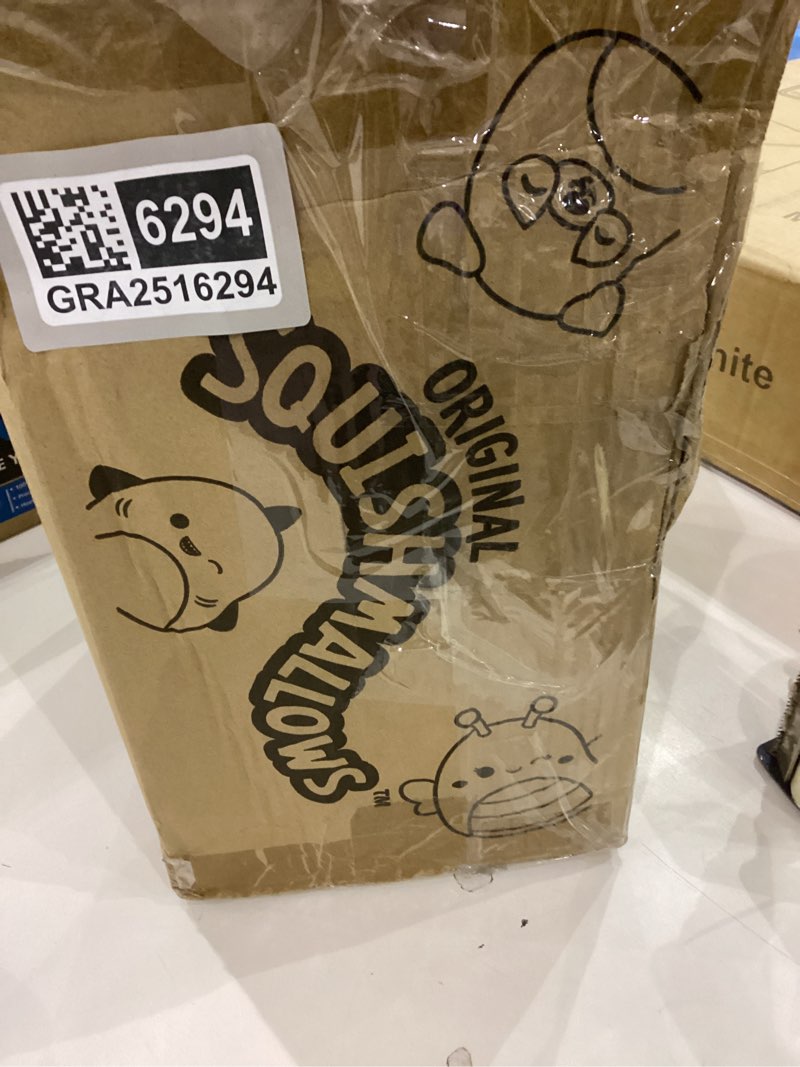 6294
GRA2516294
ORIGINAL
SQUISHMALLOWS
TM
nite